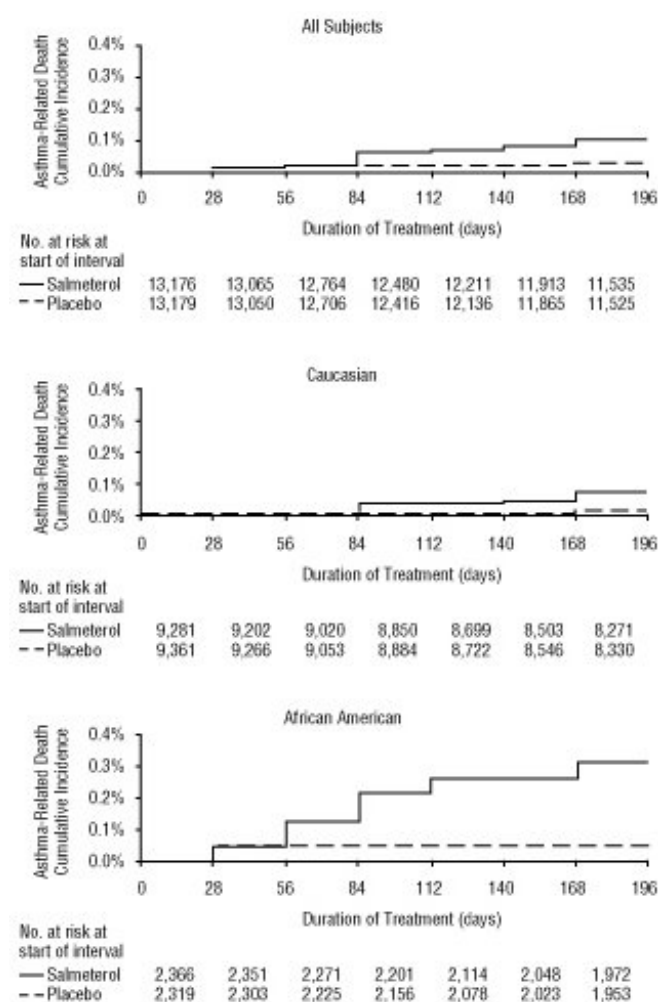 All Subjects
Asthma-Related Death
Cumulative Incidence
0.4%
0.3%
0.2%
0.1%
0.0%
0 28 56 84 112 140 168 196
Duration of Treatment (days)
No. at risk at
start of interval
Salmeterol 13,176 13,065 12,764 12,480 12,211 11,913 11,535
Placebo 13,179 13,050 12,706 12,416 12,136 11,865 11,525
Caucasian
Asthma-Related Death
Cumulative Incidence
0.4%
0.3%
0.2%
0.1%
0.0%
0 28 56 84 112 140 168 196
Duration of Treatment (days)
No. at risk at
start of interval
Salmeterol 9,281 9,202 9,020 8,850 8,699 8,503 8,271
Placebo 9,361 9,266 9,053 8,884 8,722 8,546 8,330
African American
Asthma-Related Death
Cumulative Incidence
0.4%
0.3%
0.2%
0.1%
0.0%
0 28 56 84 112 140 168 196
Duration of Treatment (days)
No. at risk at
start of interval
Salmeterol 2,366 2,351 2,271 2,201 2,114 2,048 1,972
Placebo 2,319 2,303 2,225 2,156 2,078 2,023 1,953